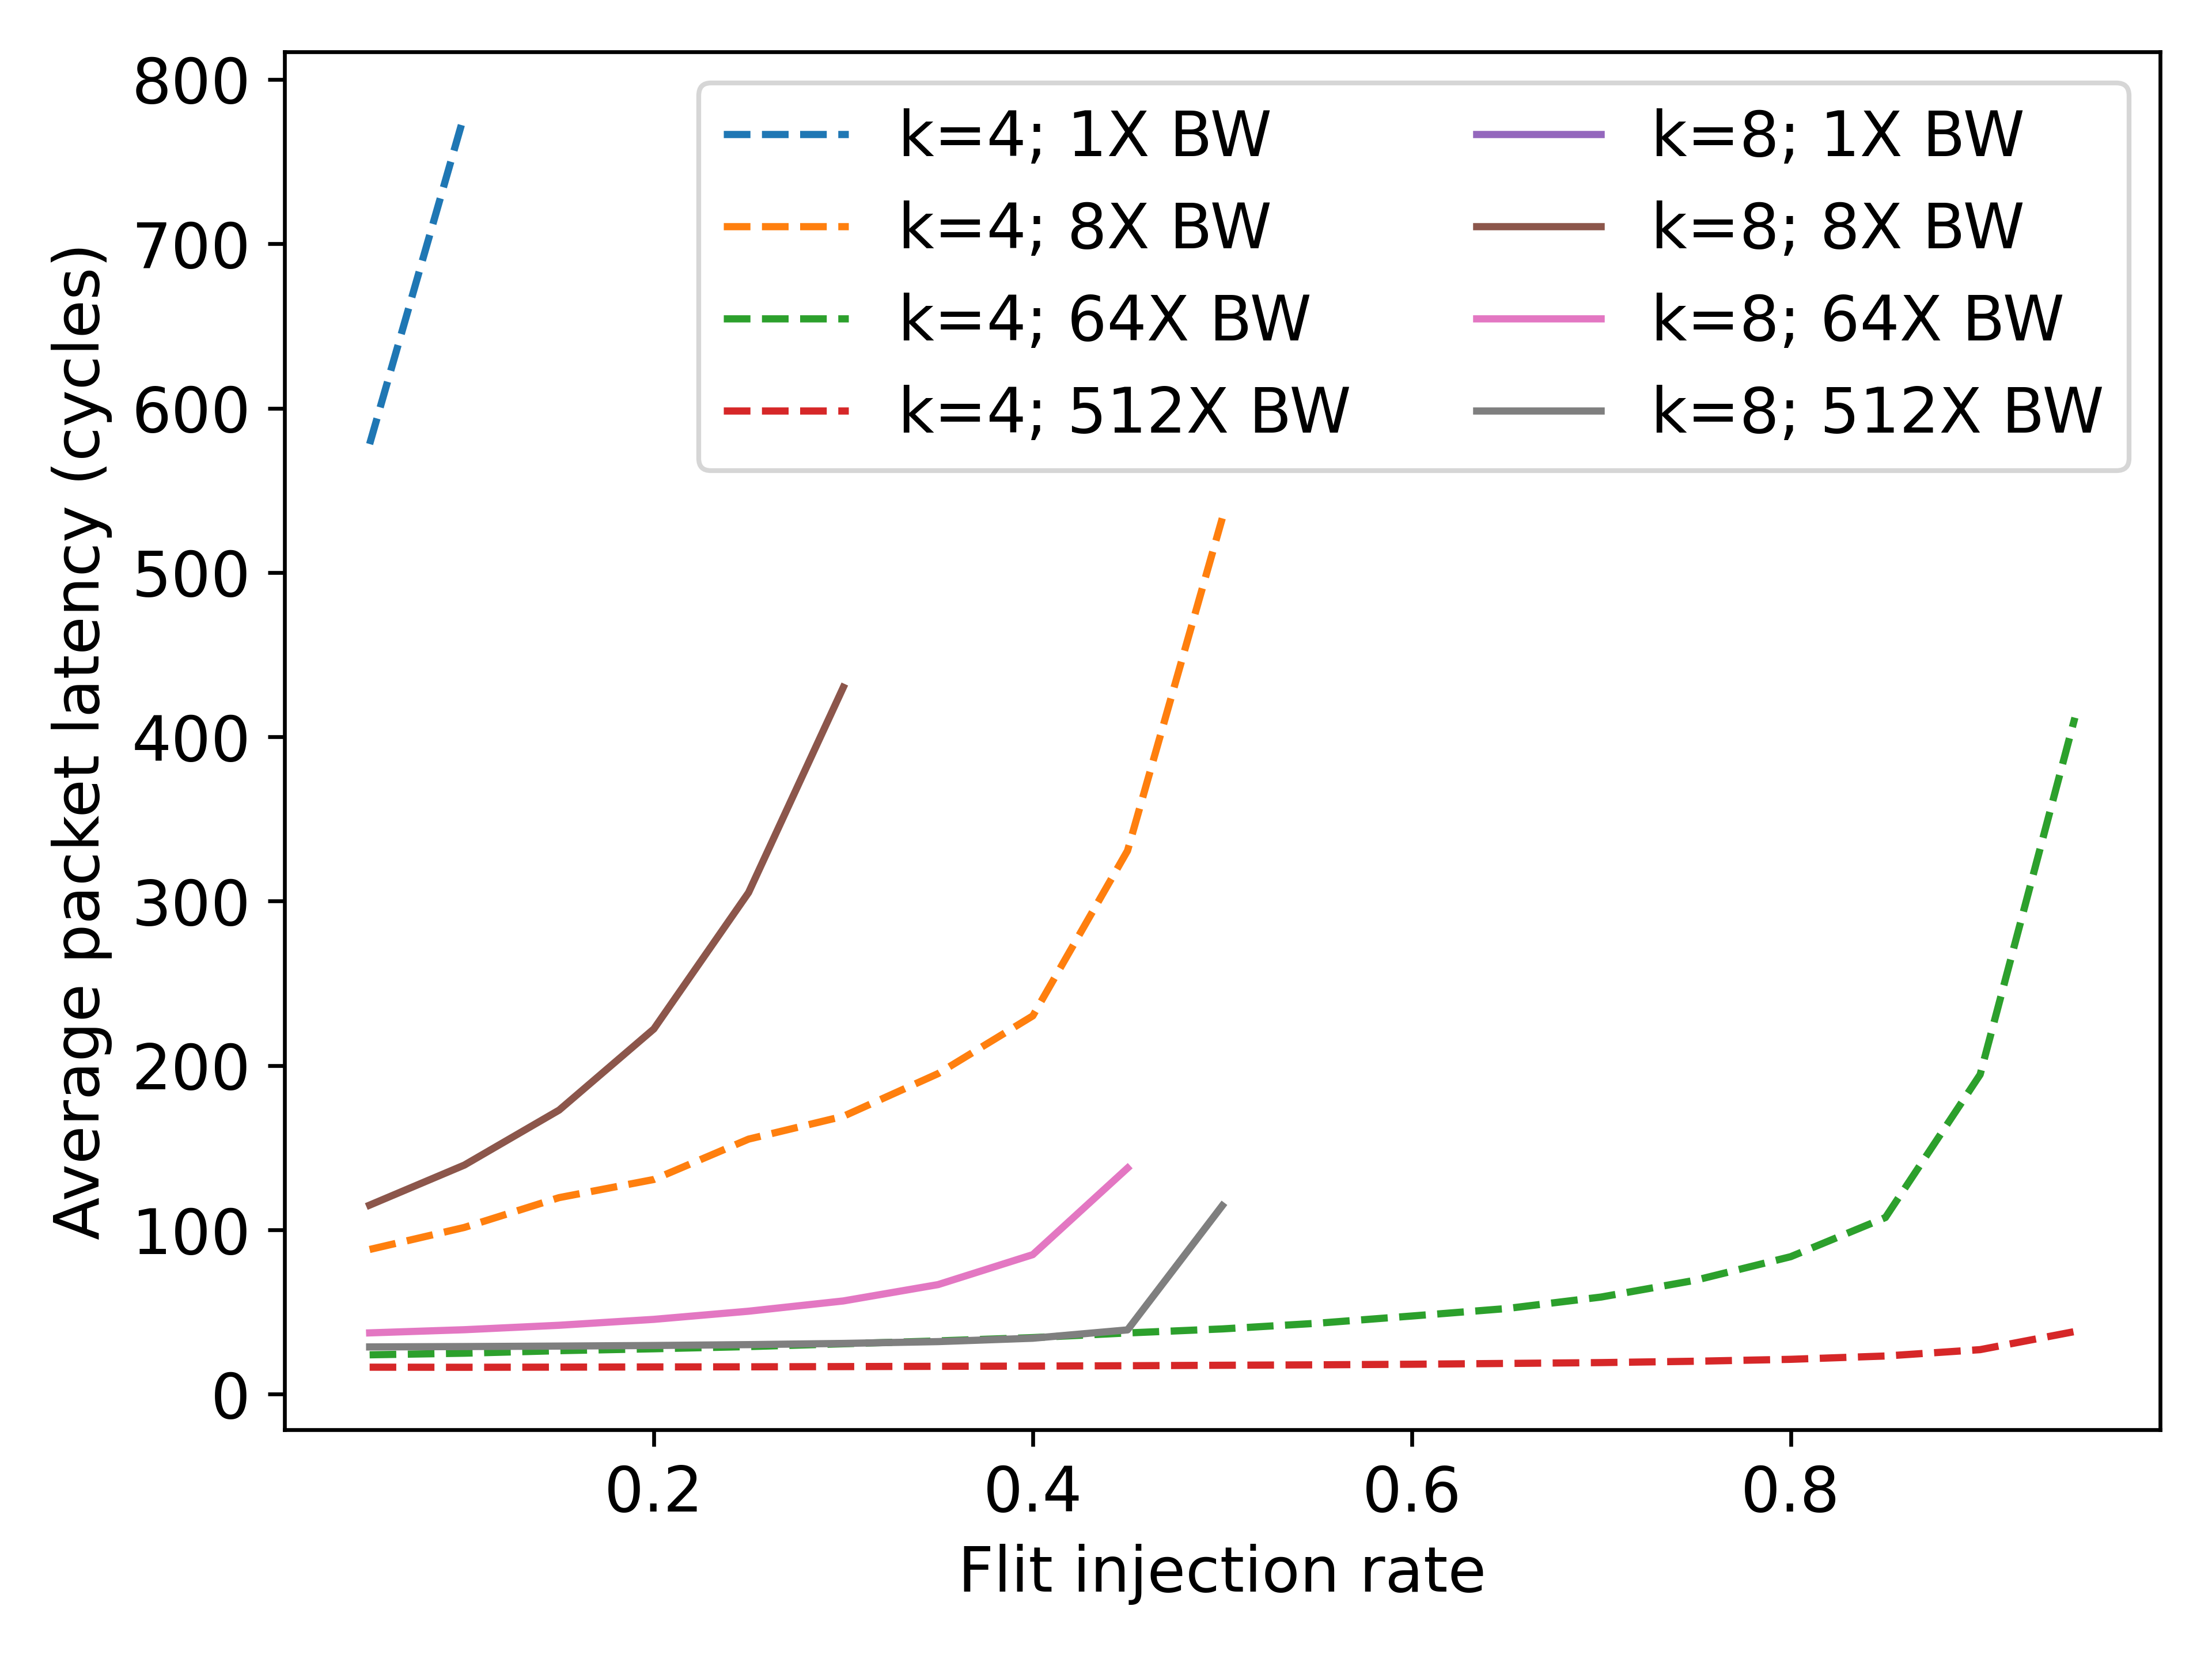 800
700
600
500
400
300
200
100
0
Average packet latency (cycles)
k=4; 1X BW
k=4; 8X BW
k=4; 64X BW
k=4; 512X BW
k=8; 1X BW
k=8; 8X BW
k=8; 64X BW
k=8; 512X BW
0.2 0.4 0.6 0.8
Flit injection rate